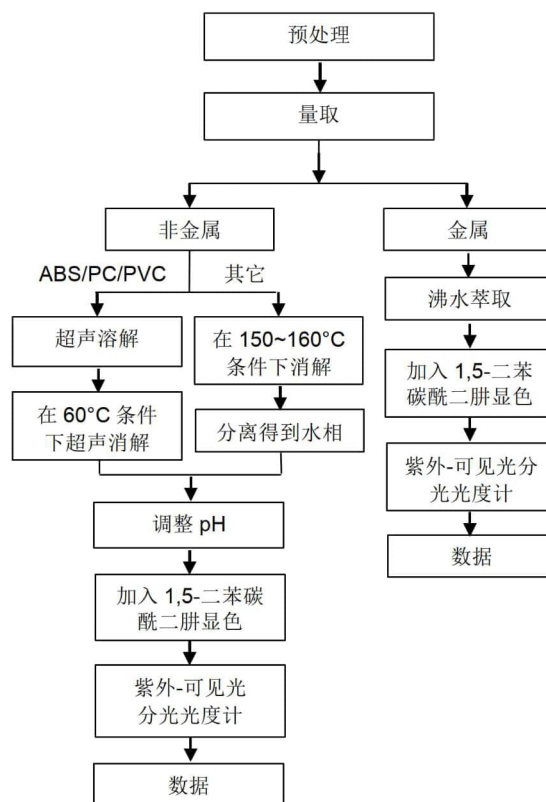 预处理
量取
非金属
金属
ABS/PC/PVC
其它
沸水萃取
超声溶解
在 150~160°C
条件下消解
加入 1,5-二苯
碳酰二肼显色
在 60°C 条件
下超声消解
分离得到水相
紫外-可见光分
光光度计
调整 pH
数据
加入 1,5-二苯碳
酰二肼显色
紫外-可见光
分光光度计
数据